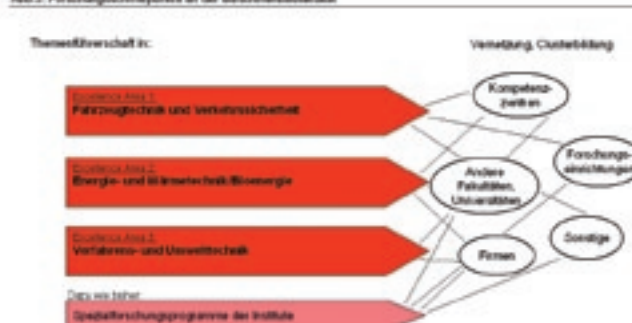 Themenführerschaft in:
Vernetzung, Clusterbildung
Excellence Area 1:
Fahrzeugtechnik und Verkehrssicherheit
Excellence Area 2:
Energie- und Wärmetechnik/Bioenergie
Excellence Area 3:
Verfahrens- und Umwelttechnik
Dazu wie bisher:
Spezialforschungsprogramme der Institute
Kompetenz-
zentren
Forschungs-
einrichtungen
Andere
Fakultäten,
Universitäten
Sonstige
Firmen